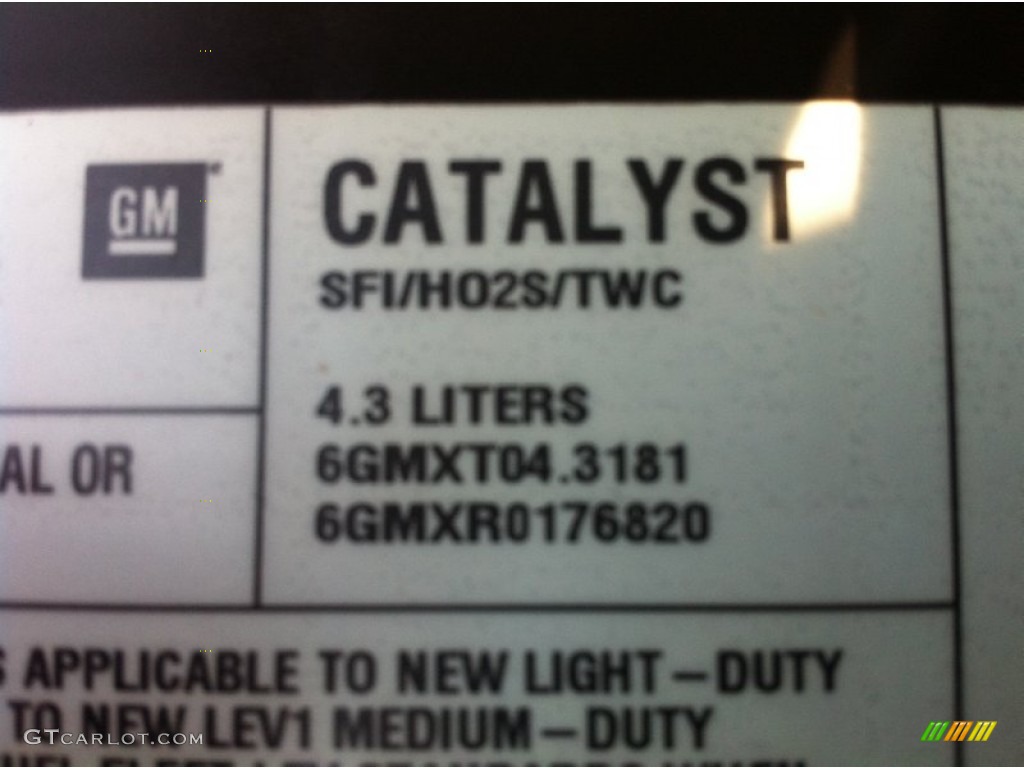 GM
CATALYST
SFI/HO2S/TWC
4.3 LITERS
6GMXT04.3181
6GMXR0176820
AL OR
S APPLICABLE TO NEW LIGHT–DUTY
TO NEW LEV1 MEDIUM–DUTY
GTcarlot.com